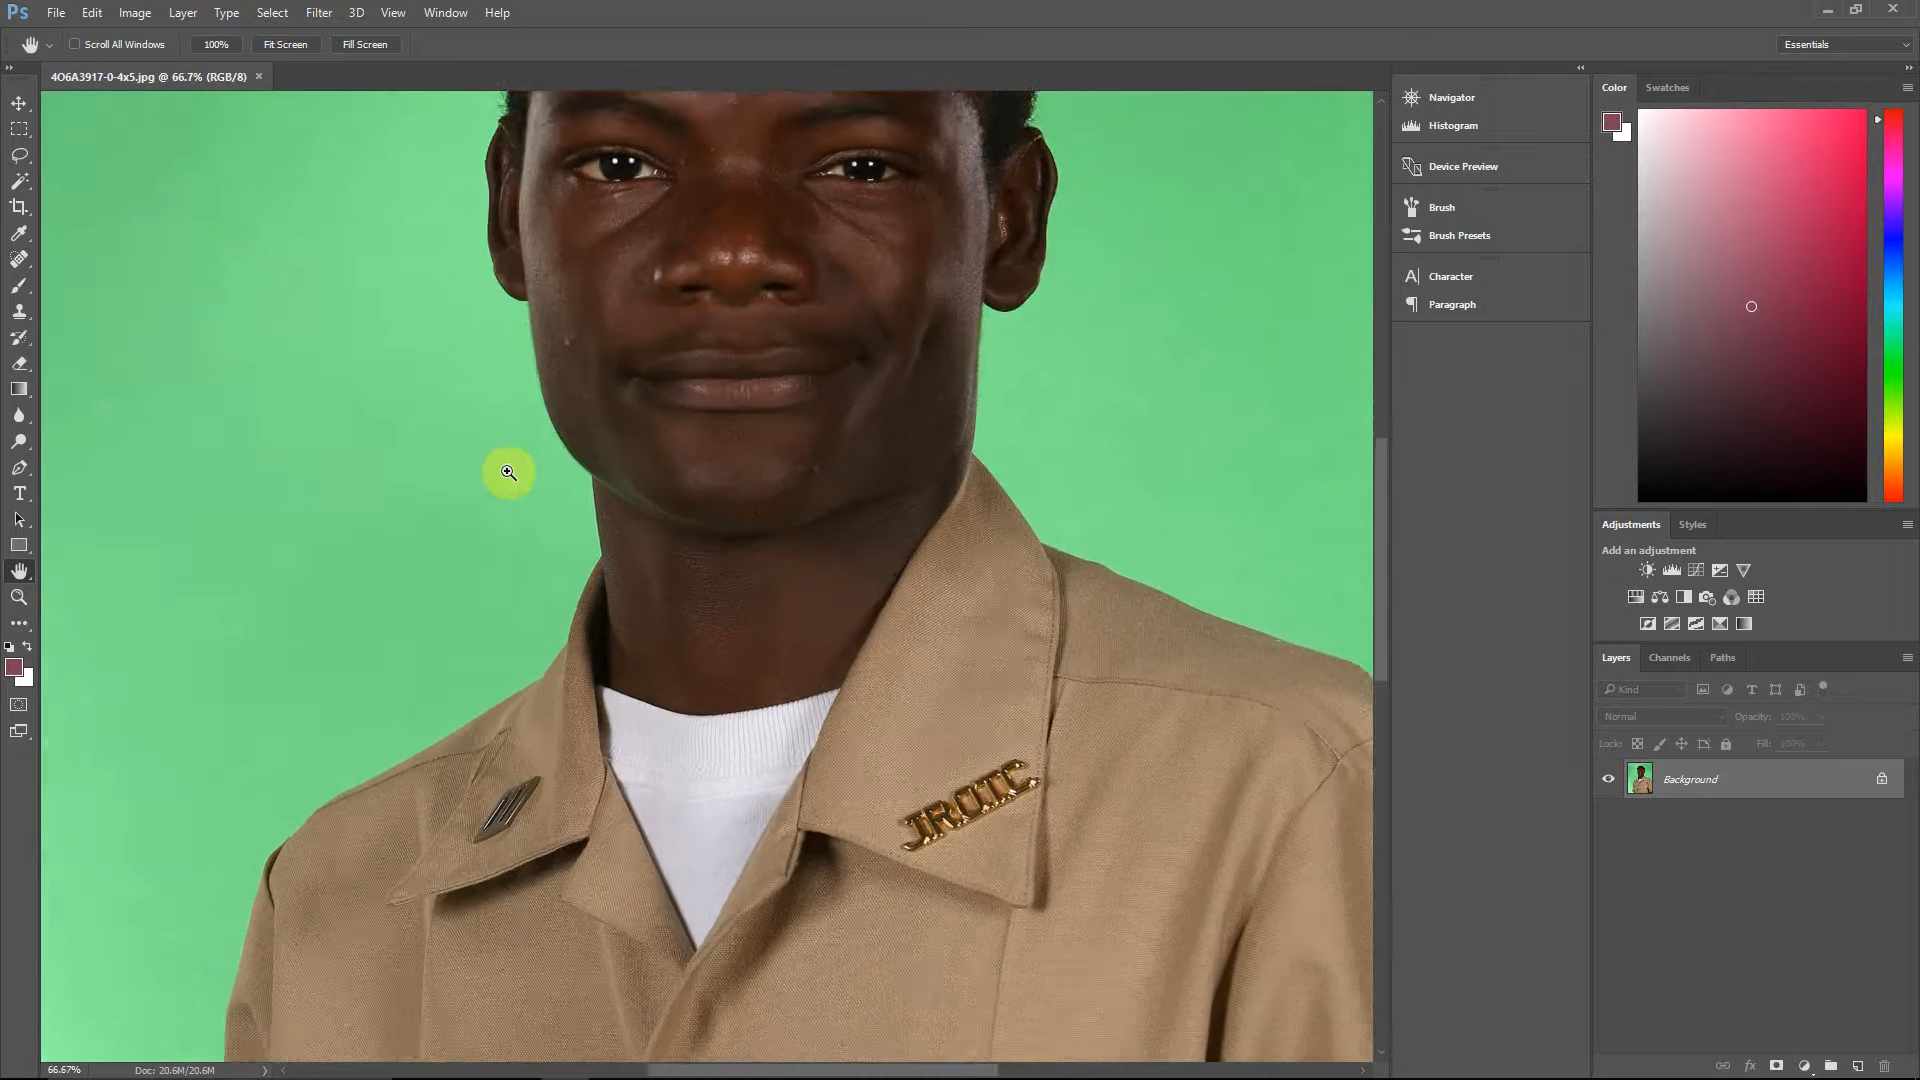 Ps File Edit Image Layer Type Select Filter 3D View Window Help
Scroll All Windows 100% Fit Screen Fill Screen Essentials
4O6A3917-0-4x5.jpg @ 66.7% (RGB/8) ×
Navigator
Histogram
Device Preview
Brush
Brush Presets
Character
Paragraph
Color Swatches
Adjustments Styles
Add an adjustment
Layers Channels Paths
Kind
Normal Opacity: 100%
Lock: Fill: 100%
Background
JROTC
66.67% Doc: 20.6M/20.6M